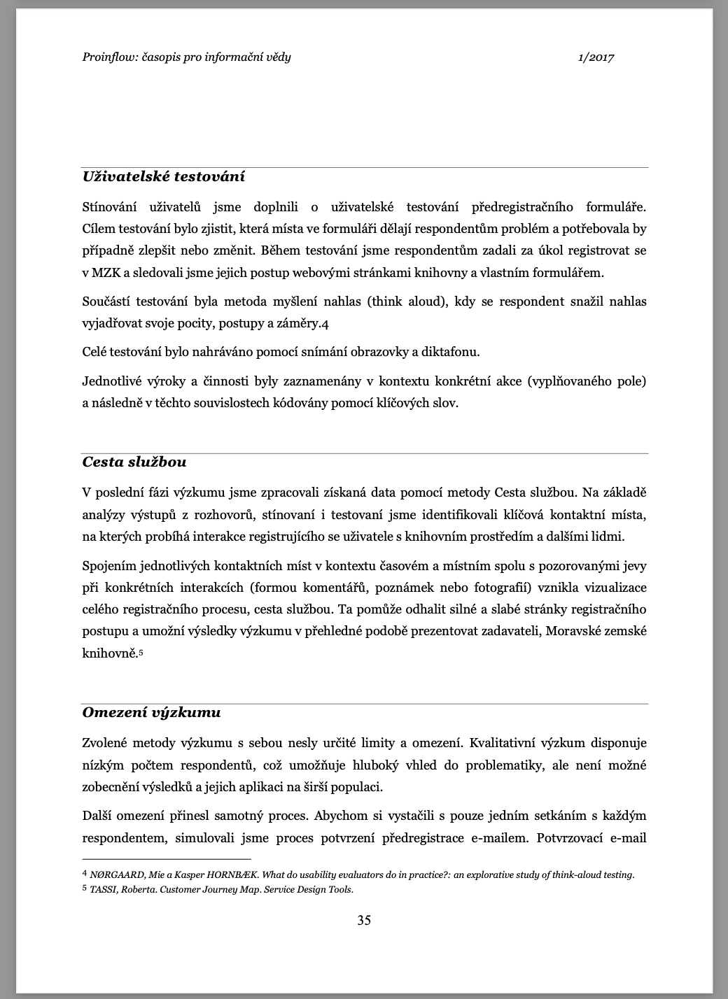 Proinflow: časopis pro informační vědy 1/2017
Uživatelské testování
Stínování uživatelů jsme doplnili o uživatelské testování předregistračního formuláře.
Cílem testování bylo zjistit, která místa ve formuláři dělají respondentům problém a potřebovala by
případně zlepšit nebo změnit. Během testování jsme respondentům zadali za úkol registrovat se
v MZK a sledovali jsme jejich postup webovými stránkami knihovny a vlastním formulářem.
Součástí testování byla metoda myšlení nahlas (think aloud), kdy se respondent snažil nahlas
vyjadřovat svoje pocity, postupy a záměry.4
Celé testování bylo nahráváno pomocí snímání obrazovky a diktafonu.
Jednotlivé výroky a činnosti byly zaznamenány v kontextu konkrétní akce (vyplňovaného pole)
a následně v těchto souvislostech kódovány pomocí klíčových slov.
Cesta službou
V poslední fázi výzkumu jsme zpracovali získaná data pomocí metody Cesta službou. Na základě
analýzy výstupů z rozhovorů, stínovaní i testovaní jsme identifikovali klíčová kontaktní místa,
na kterých probíhá interakce registrujícího se uživatele s knihovním prostředím a dalšími lidmi.
Spojením jednotlivých kontaktních míst v kontextu časovém a místním spolu s pozorovanými jevy
při konkrétních interakcích (formou komentářů, poznámek nebo fotografií) vznikla vizualizace
celého registračního procesu, cesta službou. Ta pomůže odhalit silné a slabé stránky registračního
postupu a umožní výsledky výzkumu v přehledné podobě prezentovat zadavateli, Moravské zemské
knihovně.5
Omezení výzkumu
Zvolené metody výzkumu s sebou nesly určité limity a omezení. Kvalitativní výzkum disponuje
nízkým počtem respondentů, což umožňuje hluboký vhled do problematiky, ale není možné
zobecnění výsledků a jejich aplikaci na širší populaci.
Další omezení přinesl samotný proces. Abychom si vystačili s pouze jedním setkáním s každým
respondentem, simulovali jsme proces potvrzení předregistrace e-mailem. Potvrzovací e-mail
4 NØRGAARD, Mie a Kasper HORNBÆK. What do usability evaluators do in practice?: an explorative study of think-aloud testing.
5 TASSI, Roberta. Customer Journey Map. Service Design Tools.
35